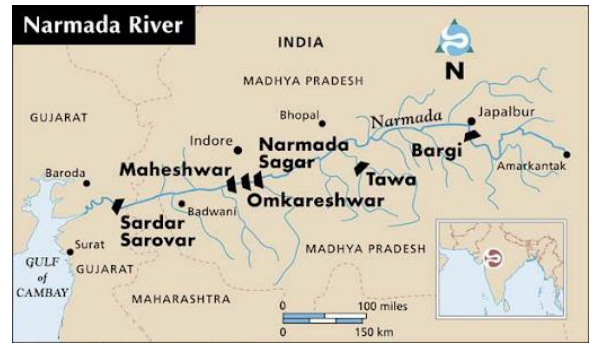 Narmada River
INDIA
N
MADHYA PRADESH
GUJARAT
Bhopal
Narmada
Japalbur
Indore
Narmada
Sagar
Bargi
Amarkantak
Baroda
Maheshwar
Tawa
Omkareshwar
Badwani
Sardar
Sarovar
Surat
GULF
of
CAMBAY
GUJARAT
MADHYA PRADESH
MAHARASHTRA
0 100 miles
0 150 km